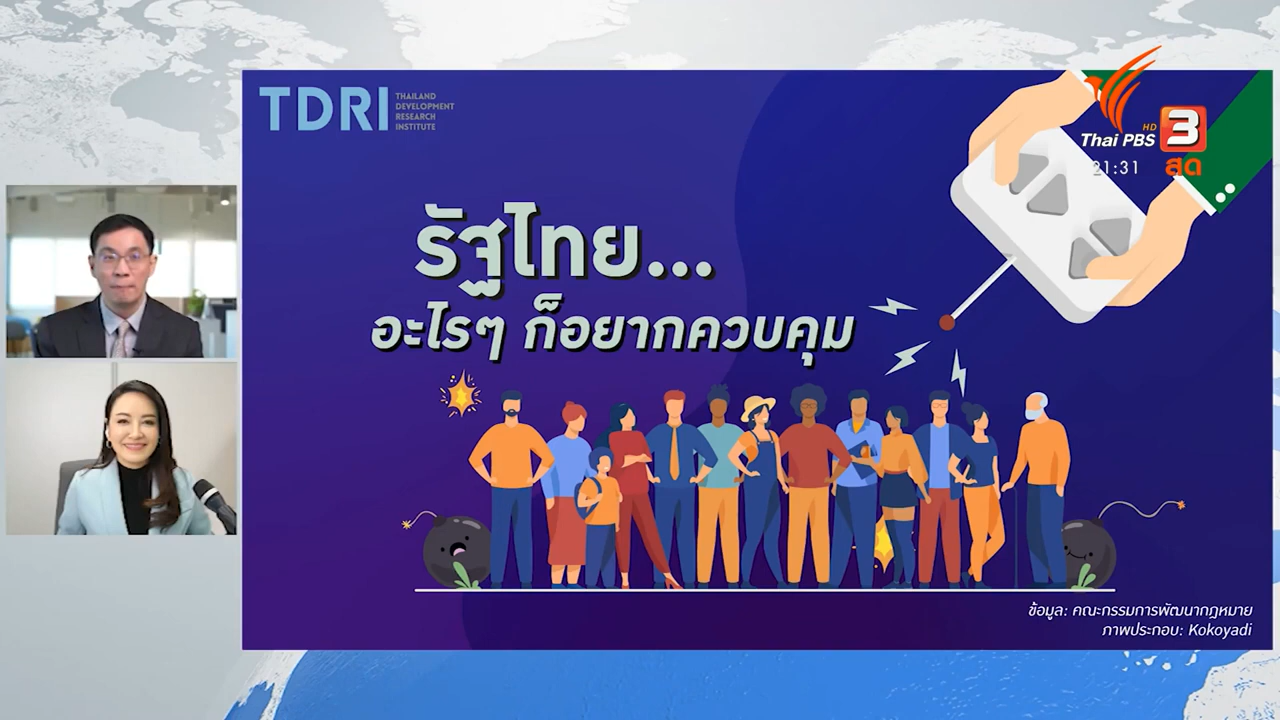 TDRI
THAILAND
DEVELOPMENT
RESEARCH
INSTITUTE
HD
Thai PBS 3
21:31 สด
รัฐไทย...
อะไรๆ ก็อยากควบคุม
ข้อมูล: คณะกรรมการพัฒนากฎหมาย
ภาพประกอบ: Kokoyadi